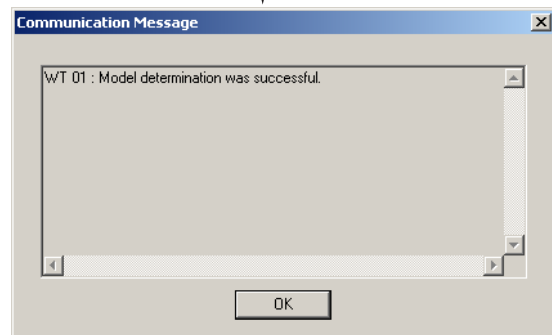 Communication Message
WT 01 : Model determination was successful.
OK